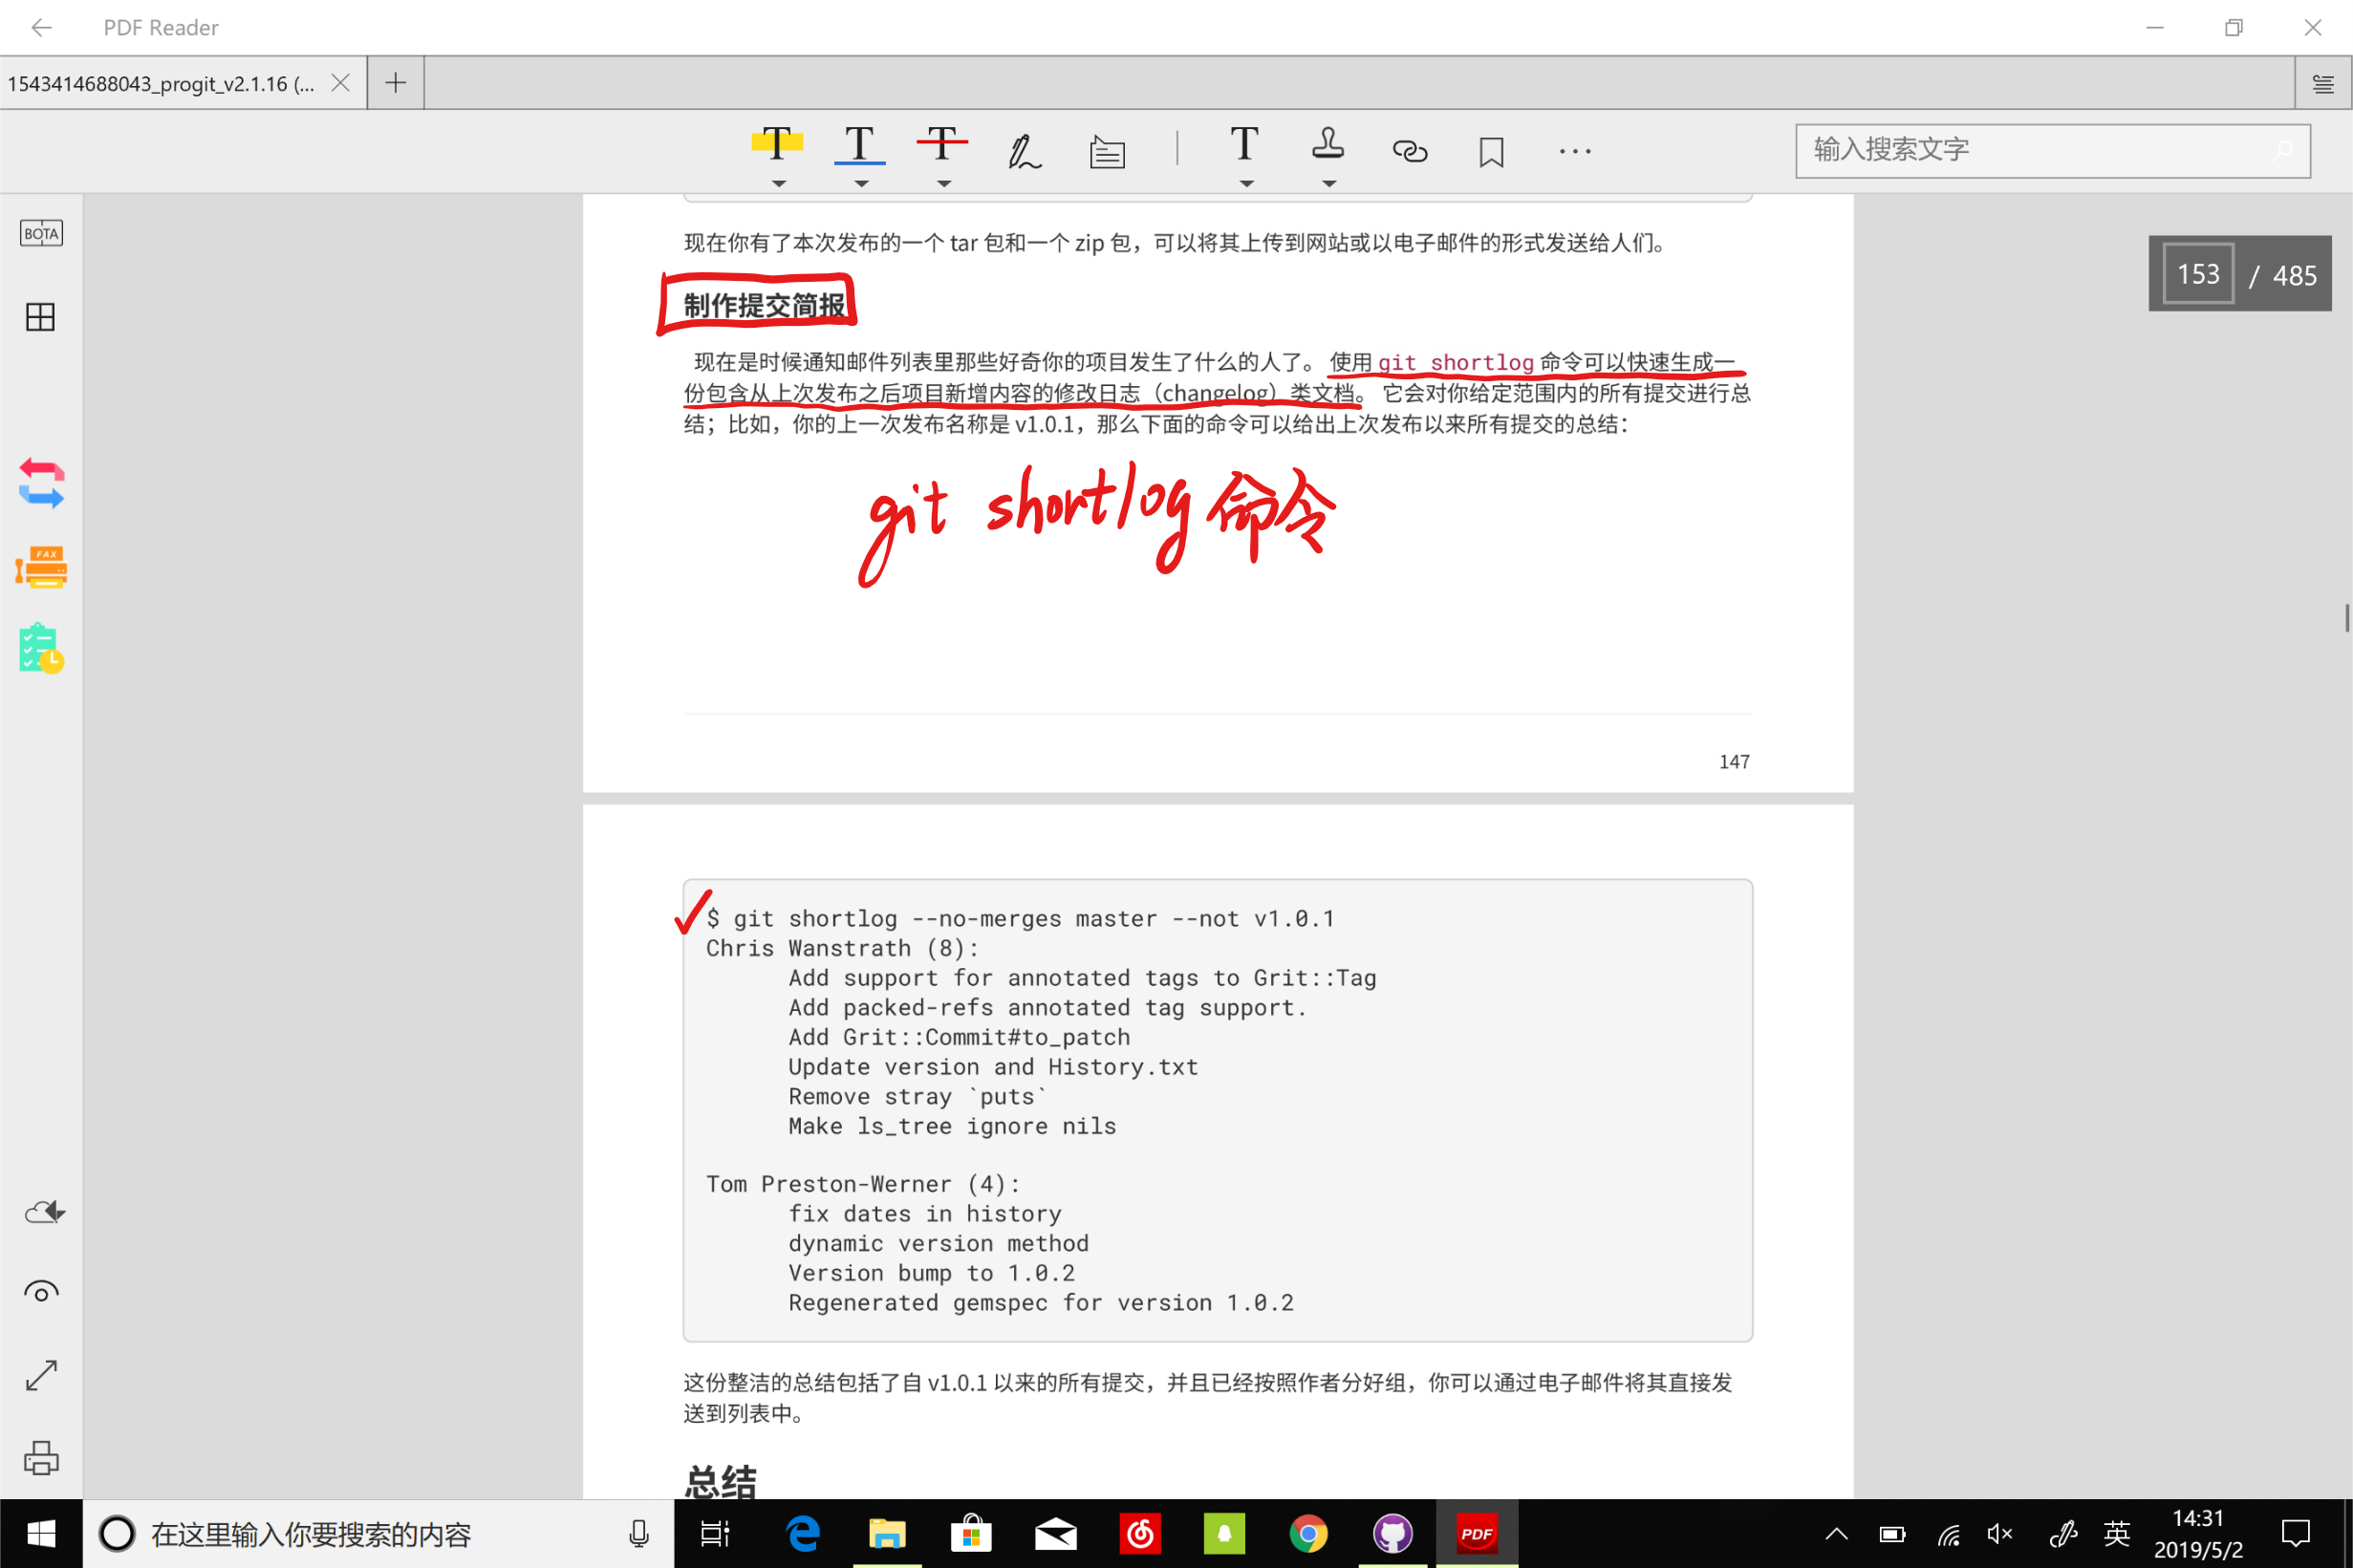 PDF Reader
1543414688043_progit_v2.1.16 (...
输入搜索文字
BOTA
153 / 485
FAX
现在你有了本次发布的一个 tar 包和一个 zip 包，可以将其上传到网站或以电子邮件的形式发送给人们。
制作提交简报
现在是时候通知邮件列表里那些好奇你的项目发生了什么的人了。 使用 git shortlog 命令可以快速生成一
份包含从上次发布之后项目新增内容的修改日志（changelog）类文档。 它会对你给定范围内的所有提交进行总
结；比如，你的上一次发布名称是 v1.0.1，那么下面的命令可以给出上次发布以来所有提交的总结：
git shortlog 命令
147
$ git shortlog --no-merges master --not v1.0.1
Chris Wanstrath (8):
      Add support for annotated tags to Grit::Tag
      Add packed-refs annotated tag support.
      Add Grit::Commit#to_patch
      Update version and History.txt
      Remove stray `puts`
      Make ls_tree ignore nils
Tom Preston-Werner (4):
      fix dates in history
      dynamic version method
      Version bump to 1.0.2
      Regenerated gemspec for version 1.0.2
这份整洁的总结包括了自 v1.0.1 以来的所有提交，并且已经按照作者分好组，你可以通过电子邮件将其直接发
送到列表中。
总结
在这里输入你要搜索的内容
PDF
英
14:31
2019/5/2